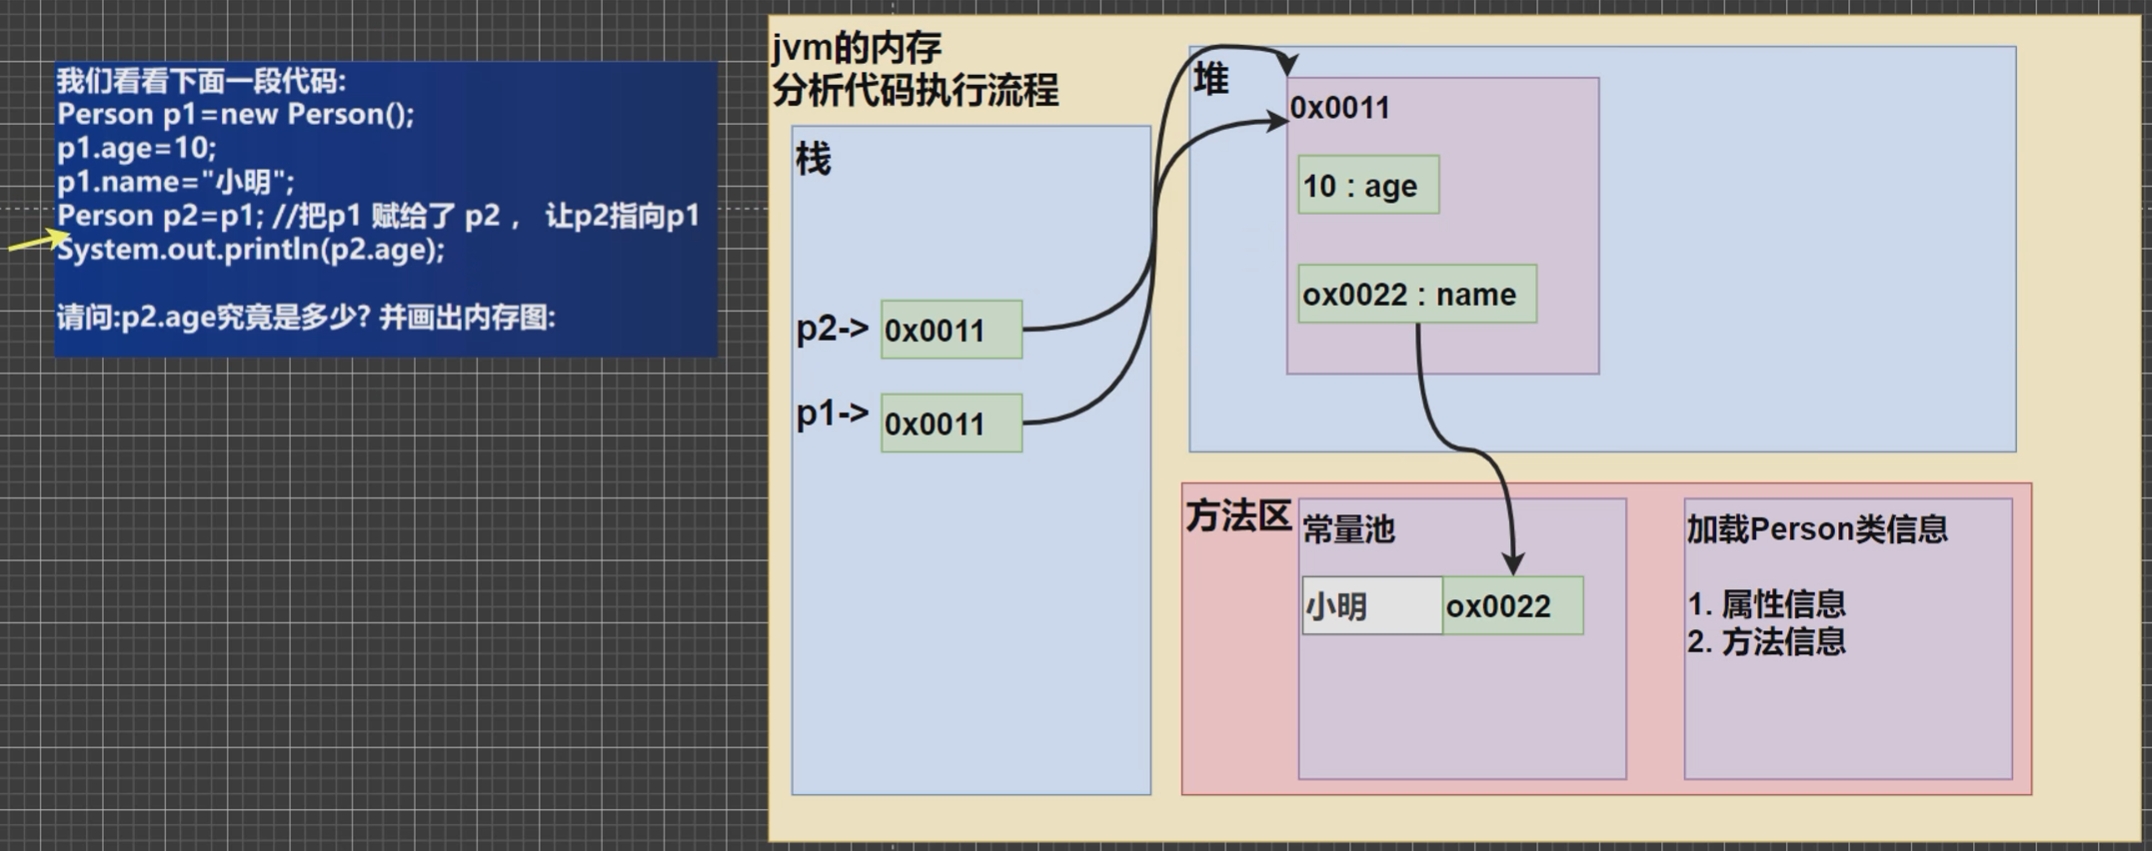 我们看看下面一段代码:
Person p1=new Person();
p1.age=10;
p1.name="小明";
Person p2=p1; //把p1 赋给了 p2 ， 让p2指向p1
System.out.println(p2.age);
请问:p2.age究竟是多少? 并画出内存图:
jvm的内存
分析代码执行流程
栈
p2->
0x0011
p1->
0x0011
堆
0x0011
10 : age
ox0022 : name
方法区
常量池
小明
ox0022
加载Person类信息
1. 属性信息
2. 方法信息